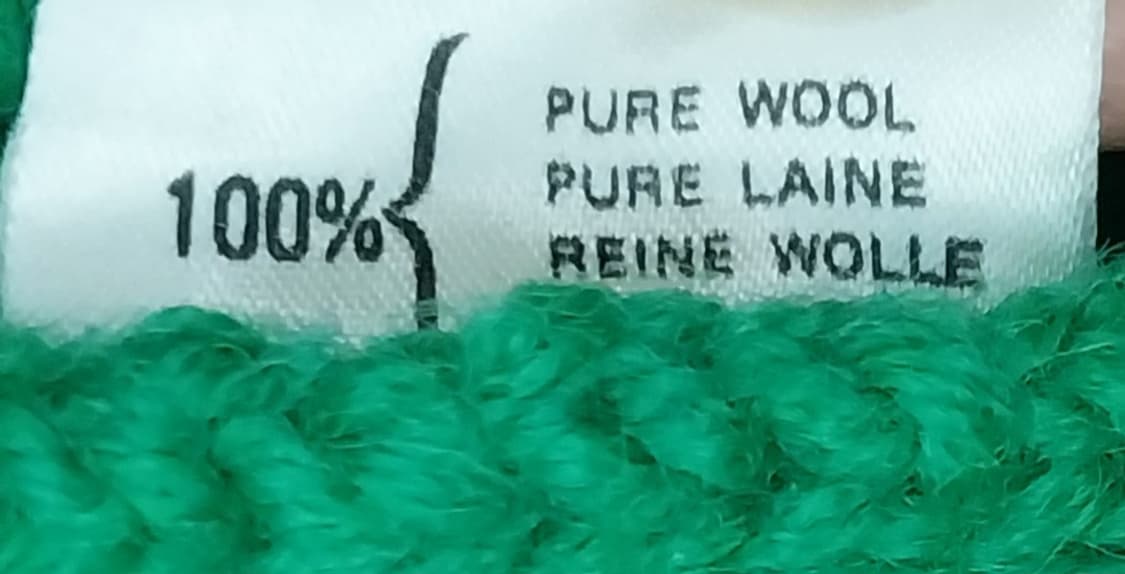 100% { PURE WOOL
PURE LAINE
REINE WOLLE